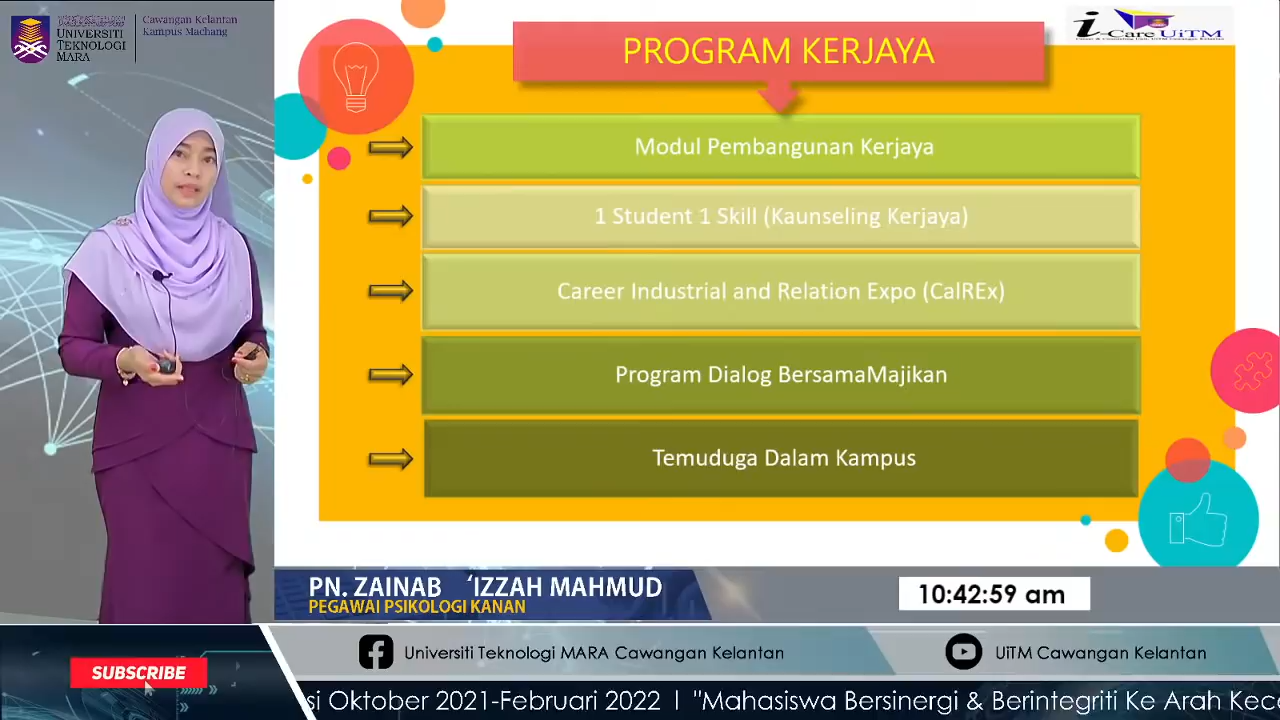 UNIVERSITI
TEKNOLOGI
MARA
Cawangan Kelantan
Kampus Machang
PROGRAM KERJAYA
i-Care UiTM
Modul Pembangunan Kerjaya
1 Student 1 Skill (Kaunseling Kerjaya)
Career Industrial and Relation Expo (CalREx)
Program Dialog BersamaMajikan
Temuduga Dalam Kampus
PN. ZAINAB ‘IZZAH MAHMUD
PEGAWAI PSIKOLOGI KANAN
10:42:59 am
SUBSCRIBE
Universiti Teknologi MARA Cawangan Kelantan
UiTM Cawangan Kelantan
si Oktober 2021-Februari 2022 | "Mahasiswa Bersinergi & Berintegriti Ke Arah Kec